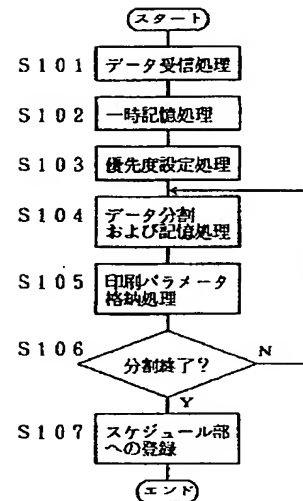 スタート
S101 データ受信処理
S102 一時記憶処理
S103 優先度設定処理
S104 データ分割
および記憶処理
S105 印刷パラメータ
格納処理
S106 分割終了? N
Y
S107 スケジュール部
への登録
エンド